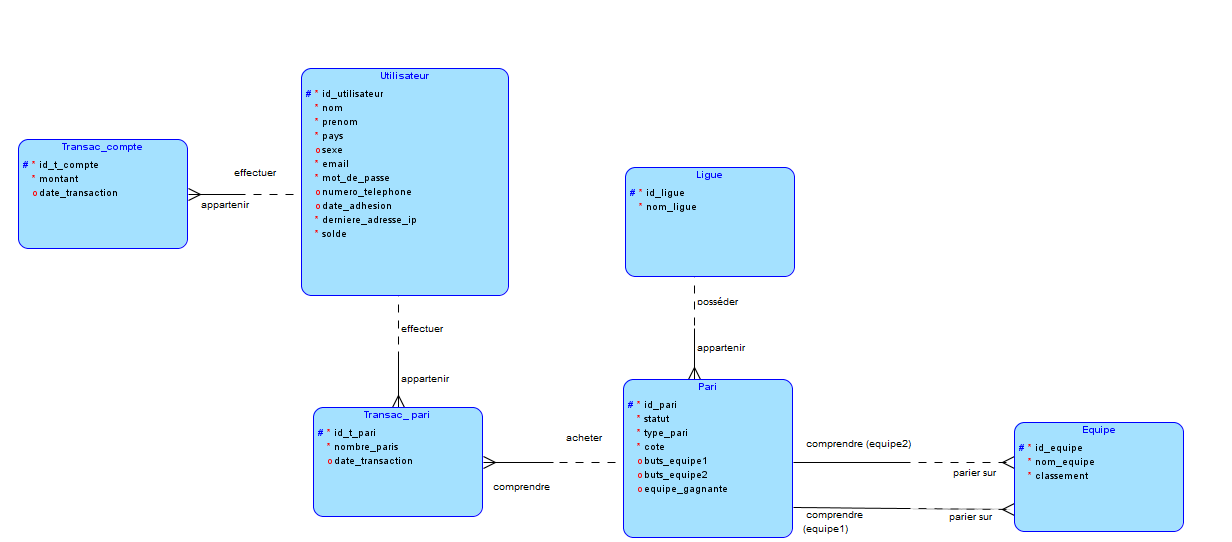 Utilisateur
# * id_utilisateur
* nom
* prenom
* pays
o sexe
* email
* mot_de_passe
o numero_telephone
o date_adhesion
* derniere_adresse_ip
* solde
Transac_compte
# * id_t_compte
* montant
o date_transaction
effectuer
appartenir
Ligue
# * id_ligue
* nom_ligue
effectuer
appartenir
posséder
appartenir
Transac_ pari
# * id_t_pari
* nombre_paris
o date_transaction
acheter
comprendre
Pari
# * id_pari
* statut
* type_pari
* cote
o buts_equipe1
o buts_equipe2
o equipe_gagnante
comprendre (equipe2)
parier sur
comprendre
(equipe1)
parier sur
Equipe
# * id_equipe
* nom_equipe
* classement